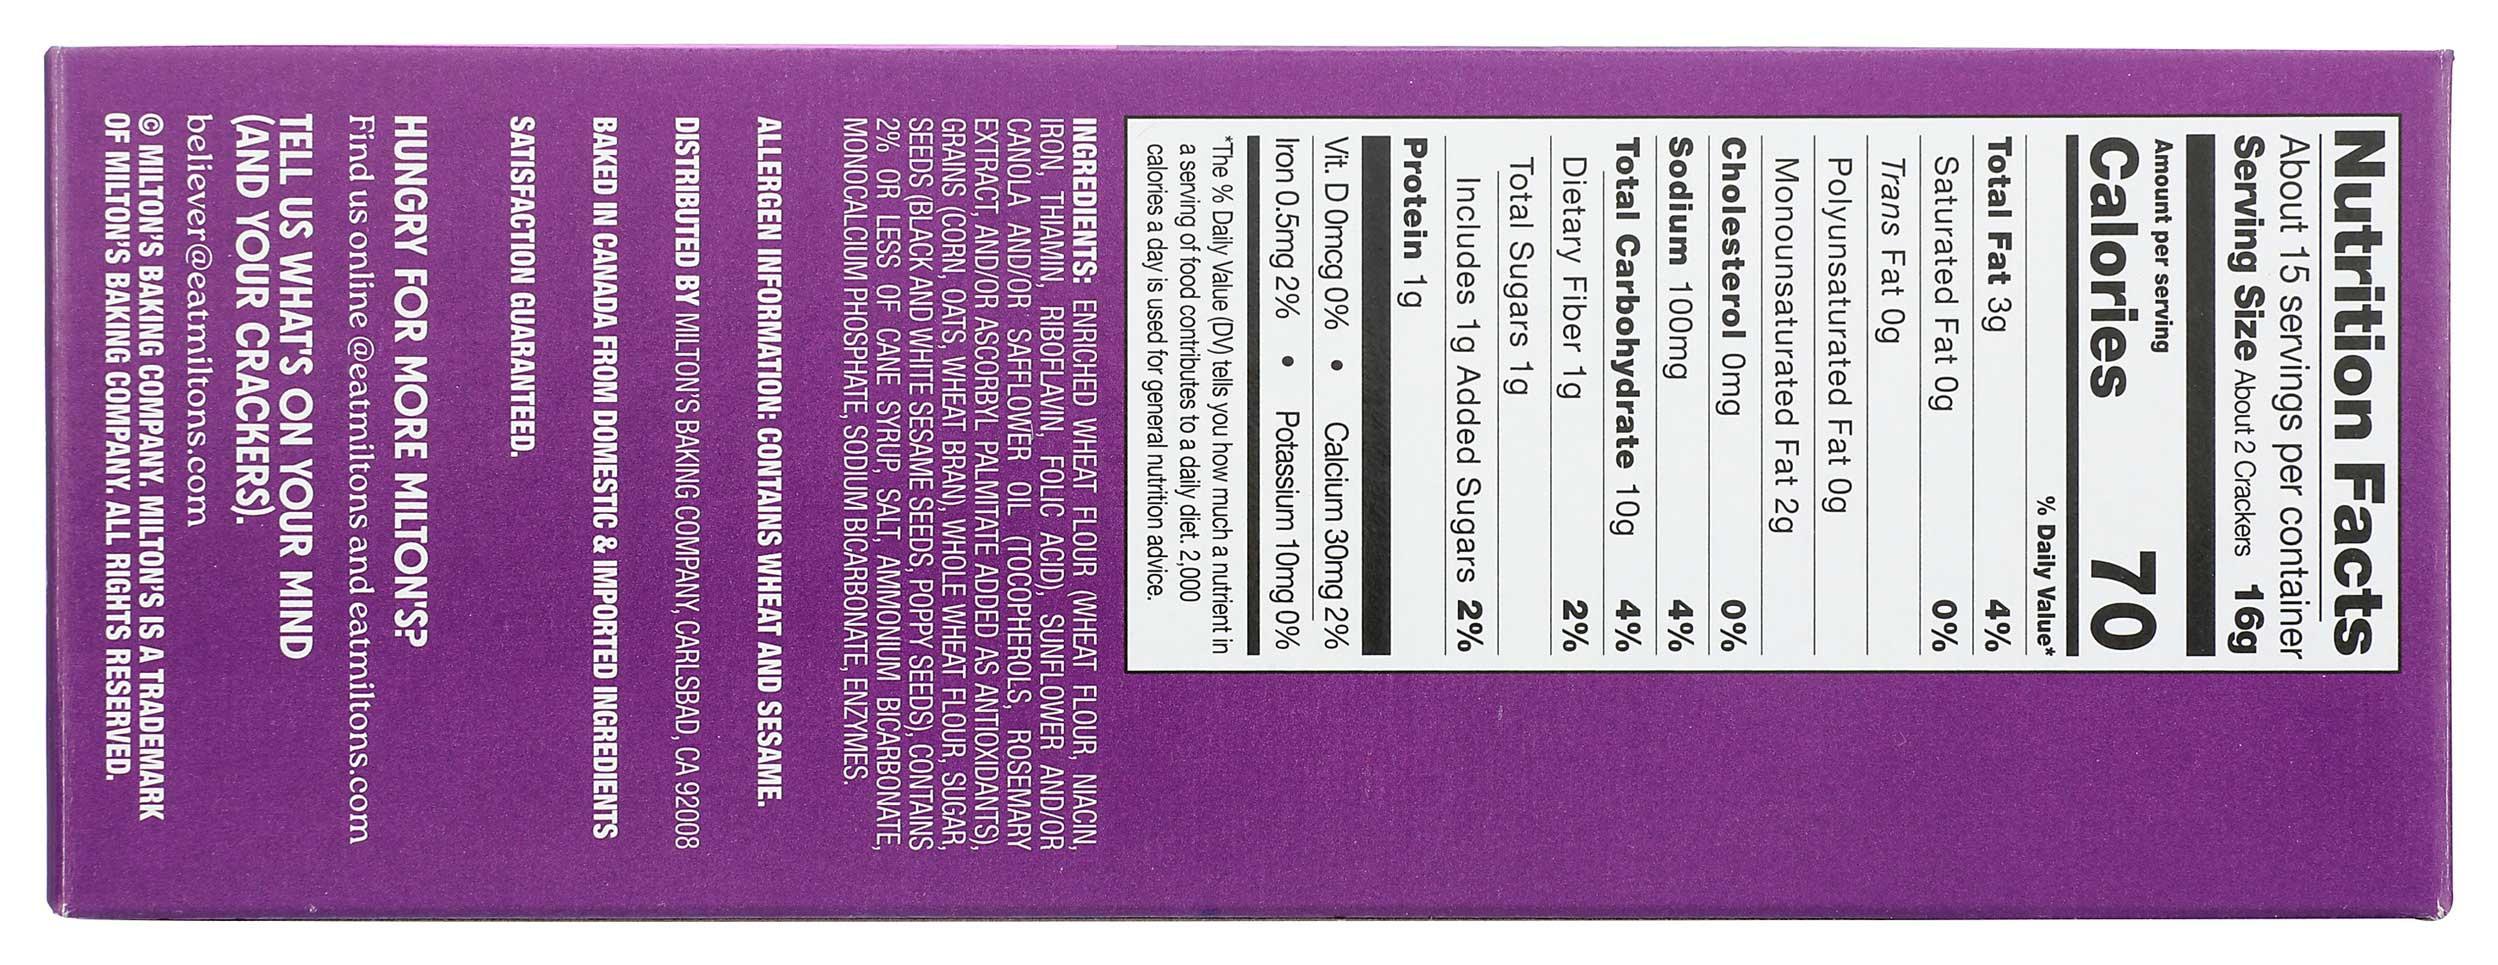 Nutrition Facts
About 15 servings per container
Serving Size About 2 Crackers 16g
Amount per serving
Calories 70
% Daily Value*
Total Fat 3g 4%
Saturated Fat 0g 0%
Trans Fat 0g
Polyunsaturated Fat 0g
Monounsaturated Fat 2g
Cholesterol 0mg 0%
Sodium 100mg 4%
Total Carbohydrate 10g 4%
Dietary Fiber 1g 2%
Total Sugars 1g
Includes 1g Added Sugars 2%
Protein 1g
Vit. D 0mcg 0% • Calcium 30mg 2%
Iron 0.5mg 2% • Potassium 10mg 0%
*The % Daily Value (DV) tells you how much a nutrient in
a serving of food contributes to a daily diet. 2,000
calories a day is used for general nutrition advice.
INGREDIENTS: ENRICHED WHEAT FLOUR (WHEAT FLOUR, NIACIN,
IRON, THIAMIN, RIBOFLAVIN, FOLIC ACID), SUNFLOWER AND/OR
CANOLA AND/OR SAFFLOWER OIL (TOCOPHEROLS, ROSEMARY
EXTRACT, AND/OR ASCORBYL PALMITATE ADDED AS ANTIOXIDANTS),
GRAINS (CORN, OATS, WHEAT BRAN), WHOLE WHEAT FLOUR, SUGAR,
SEEDS (BLACK AND WHITE SESAME SEEDS, POPPY SEEDS), CONTAINS
2% OR LESS OF CANE SYRUP, SALT, AMMONIUM BICARBONATE,
MONOCALCIUM PHOSPHATE, SODIUM BICARBONATE, ENZYMES.
ALLERGEN INFORMATION: CONTAINS WHEAT AND SESAME.
DISTRIBUTED BY MILTON'S BAKING COMPANY, CARLSBAD, CA 92008
BAKED IN CANADA FROM DOMESTIC & IMPORTED INGREDIENTS
SATISFACTION GUARANTEED.
HUNGRY FOR MORE MILTON'S?
Find us online @eatmiltons and eatmiltons.com
TELL US WHAT'S ON YOUR MIND
(AND YOUR CRACKERS).
believer@eatmiltons.com
© MILTON'S BAKING COMPANY. MILTON'S IS A TRADEMARK
OF MILTON'S BAKING COMPANY. ALL RIGHTS RESERVED.